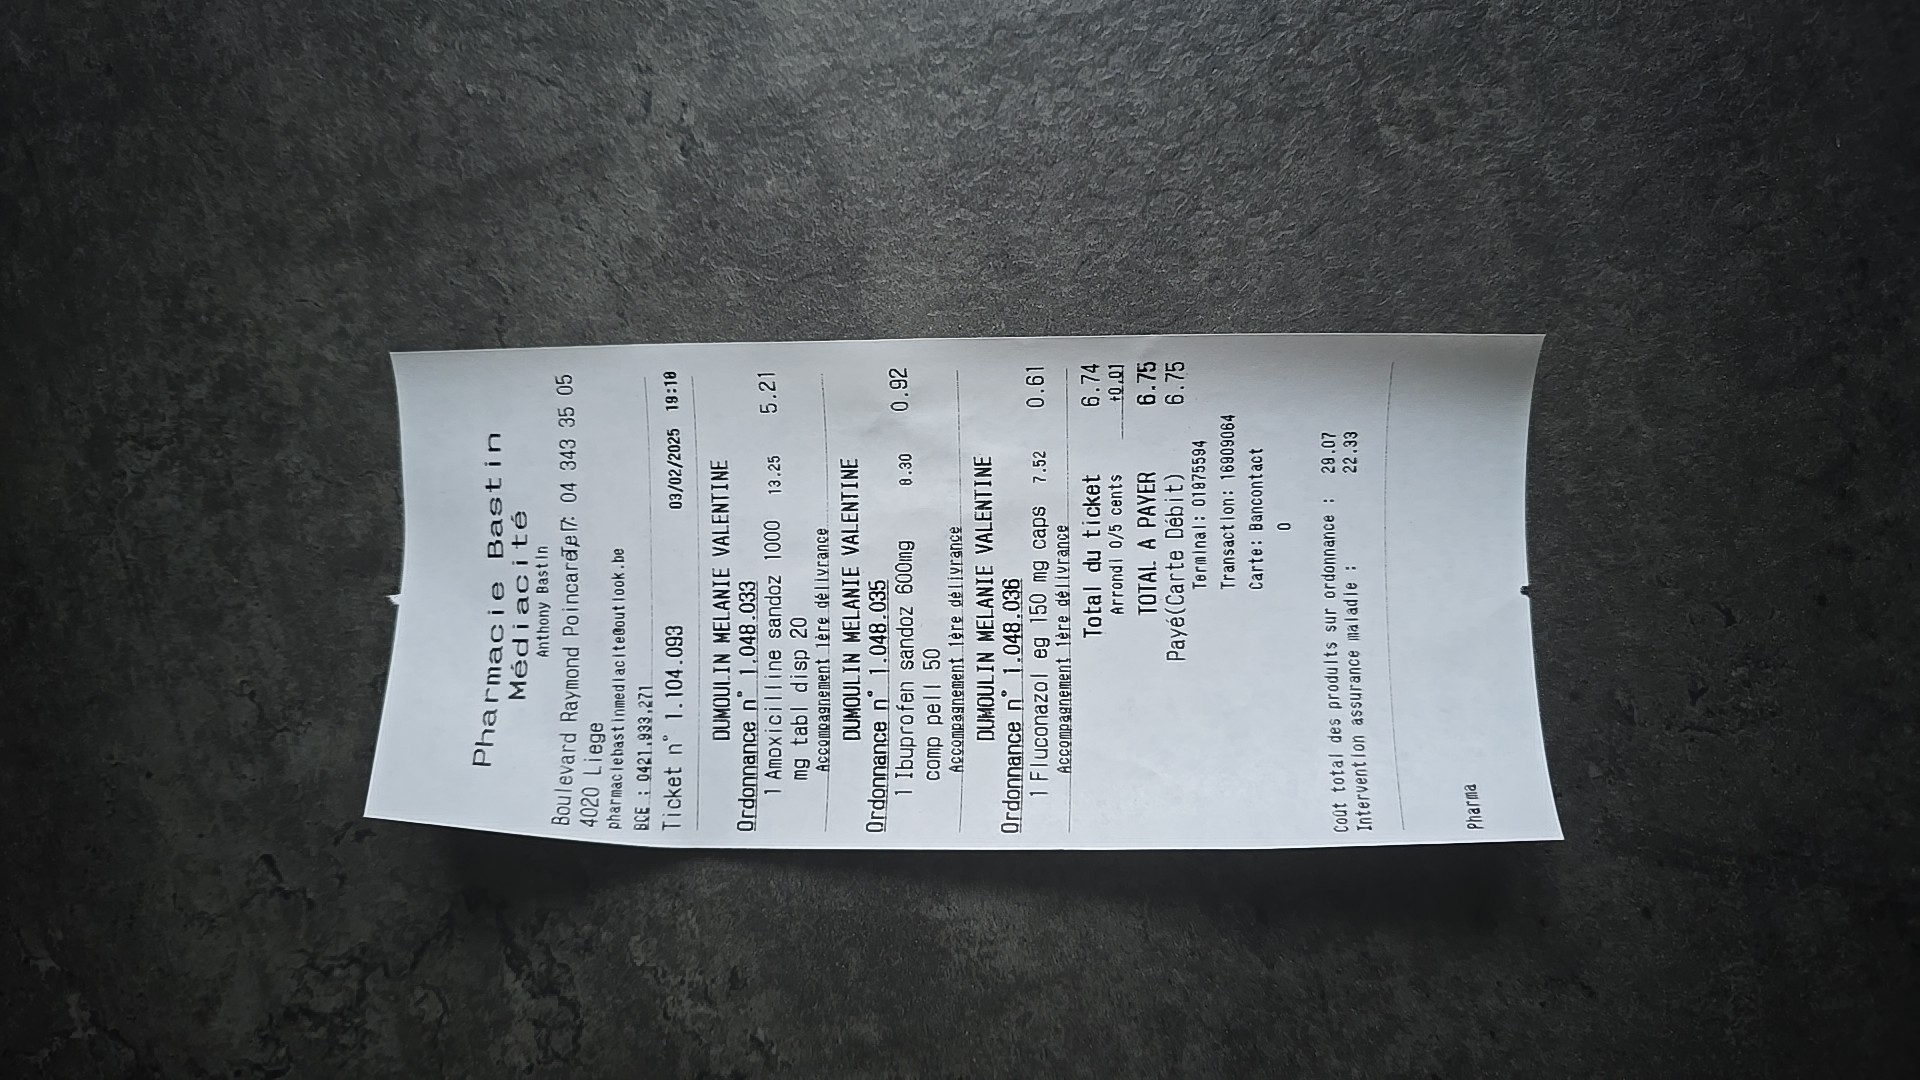 Pharmacie Bastin
Médiacité
Anthony Bastin
Boulevard Raymond Poincaré, 7: 04 343 35 05
4020 Liege
pharmaciebastinmediacite@outlook.be
BCE : 0421.933.271
Ticket n° 1.104.093 03/02/2025 19:10
DUMOULIN MELANIE VALENTINE
Ordonnance n° 1.048.033
1 Amoxicilline sandoz 1000 13.25 5.21
mg tabl disp 20
Accompagnement 1ère délivrance
DUMOULIN MELANIE VALENTINE
Ordonnance n° 1.048.035
1 Ibuprofen sandoz 600mg 8.30 0.92
comp pell 50
Accompagnement 1ère délivrance
DUMOULIN MELANIE VALENTINE
Ordonnance n° 1.048.036
1 Fluconazol eg 150 mg caps 7.52 0.61
Accompagnement 1ère délivrance
Total du ticket 6.74
Arrondi 0/5 cents +0.01
TOTAL A PAYER 6.75
Payé(Carte Débit) 6.75
Terminal: 01975594
Transaction: 16909064
Carte: Bancontact
0
Coût total des produits sur ordonnance : 29.07
Intervention assurance maladie : 22.33
Pharma